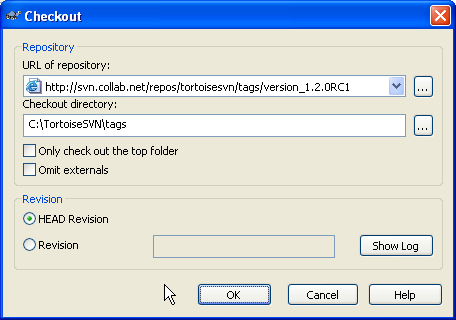 Checkout
Repository
URL of repository:
http://svn.collab.net/repos/tortoisesvn/tags/version_1.2.0RC1
...
Checkout directory:
C:\TortoiseSVN\tags
...
Only check out the top folder
Omit externals
Revision
HEAD Revision
Revision
Show Log
OK
Cancel
Help